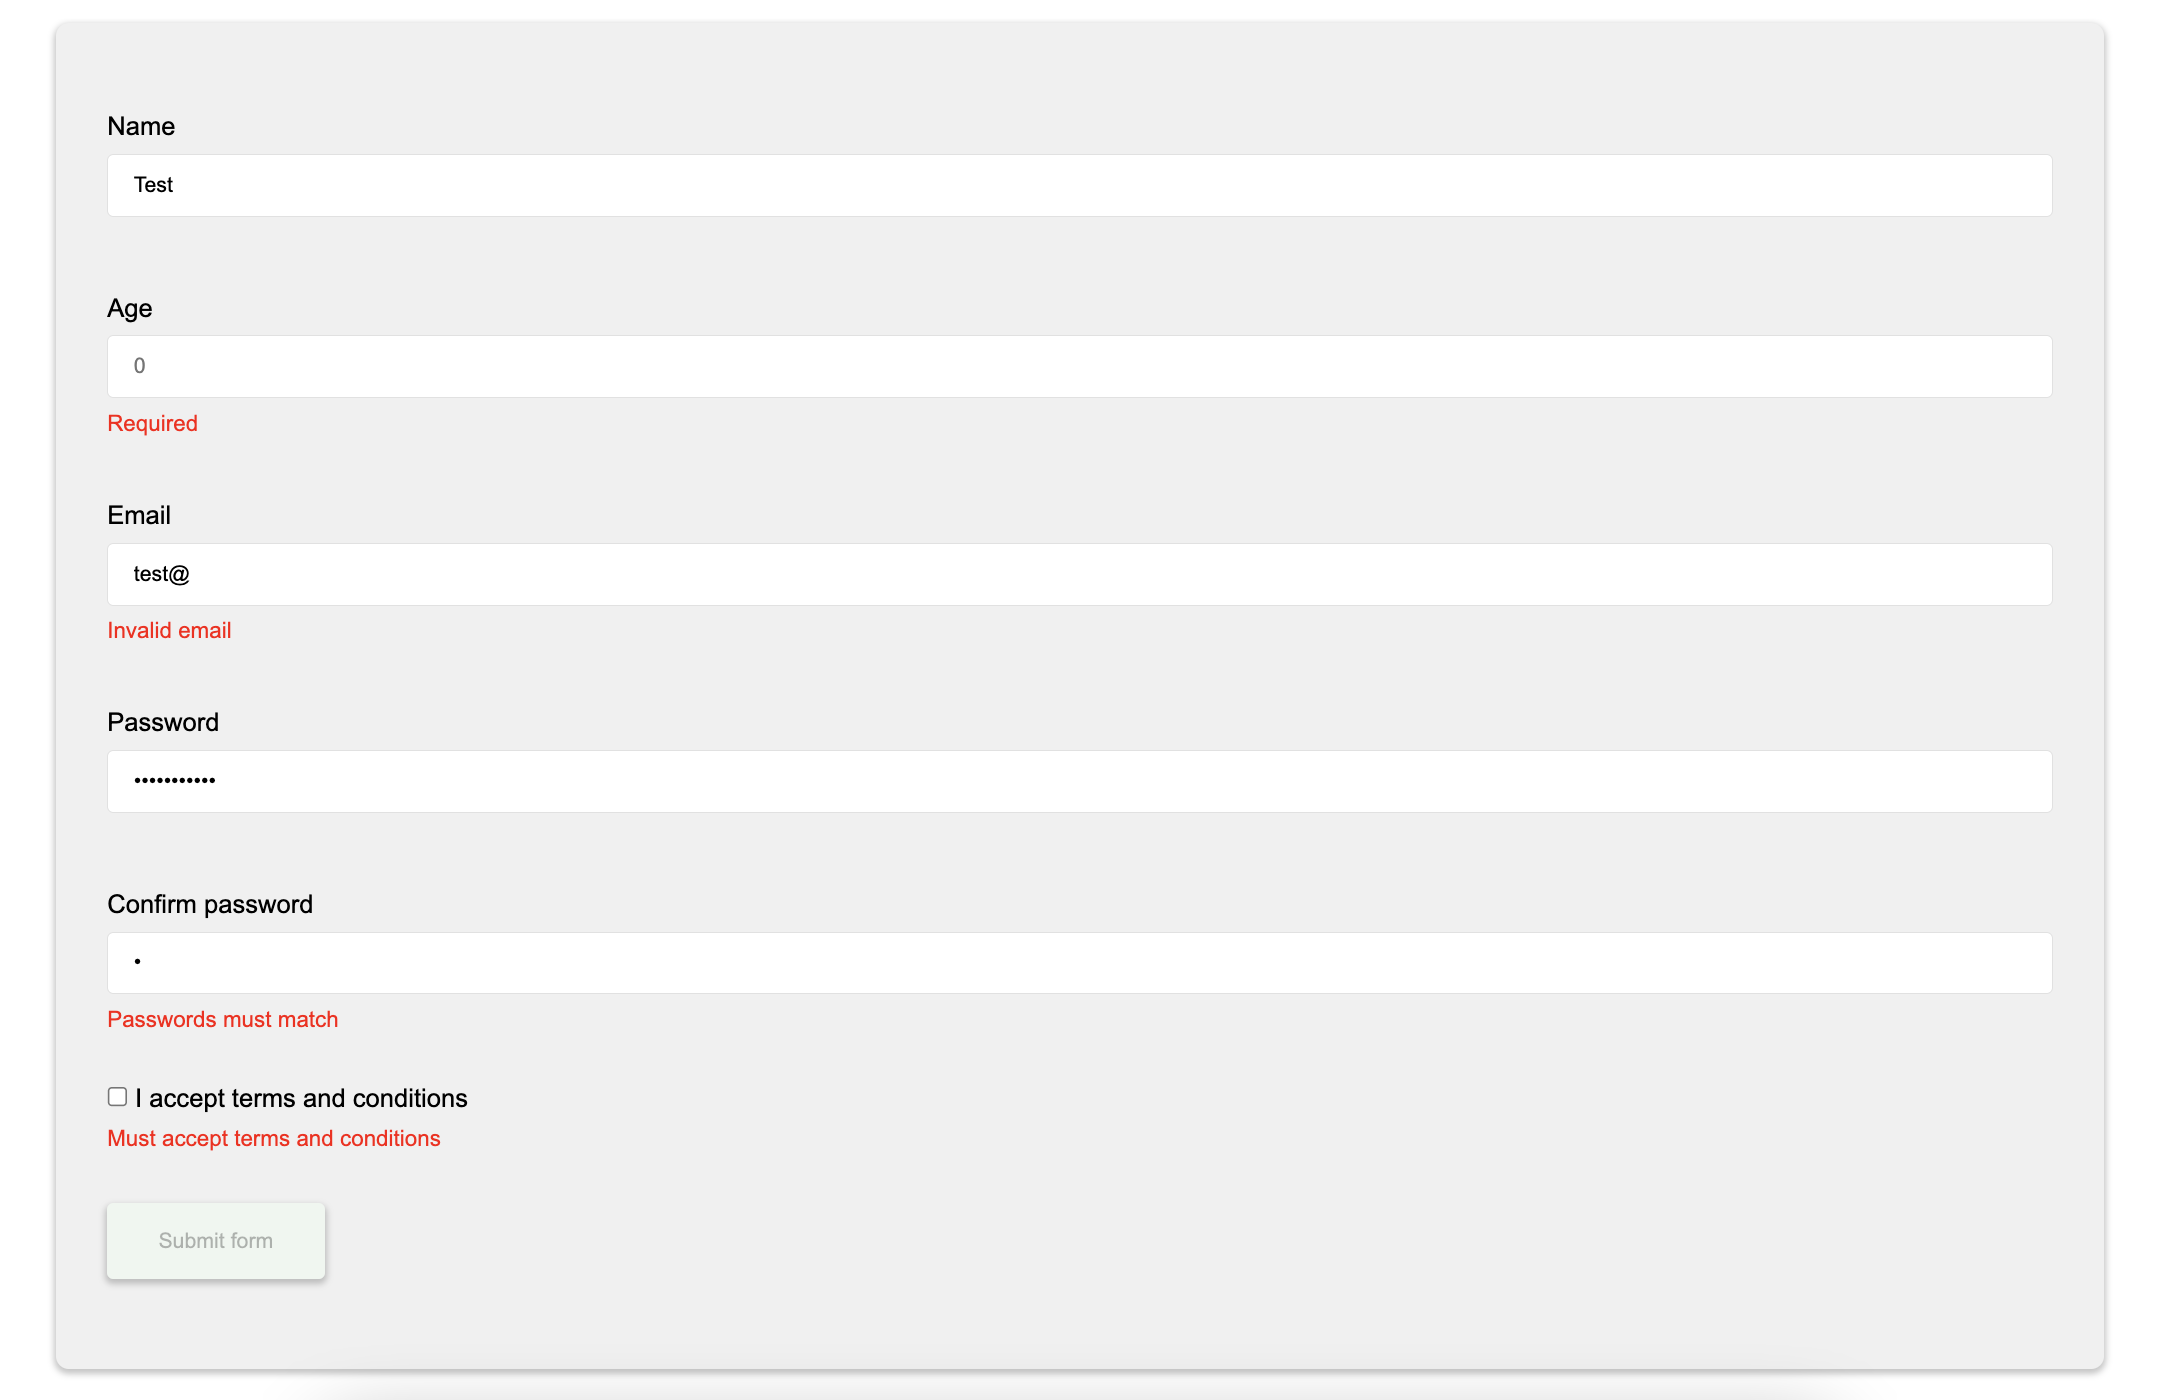 Name
Test
Age
0
Required
Email
test@
Invalid email
Password
•••••••••••
Confirm password
•
Passwords must match
I accept terms and conditions
Must accept terms and conditions
Submit form